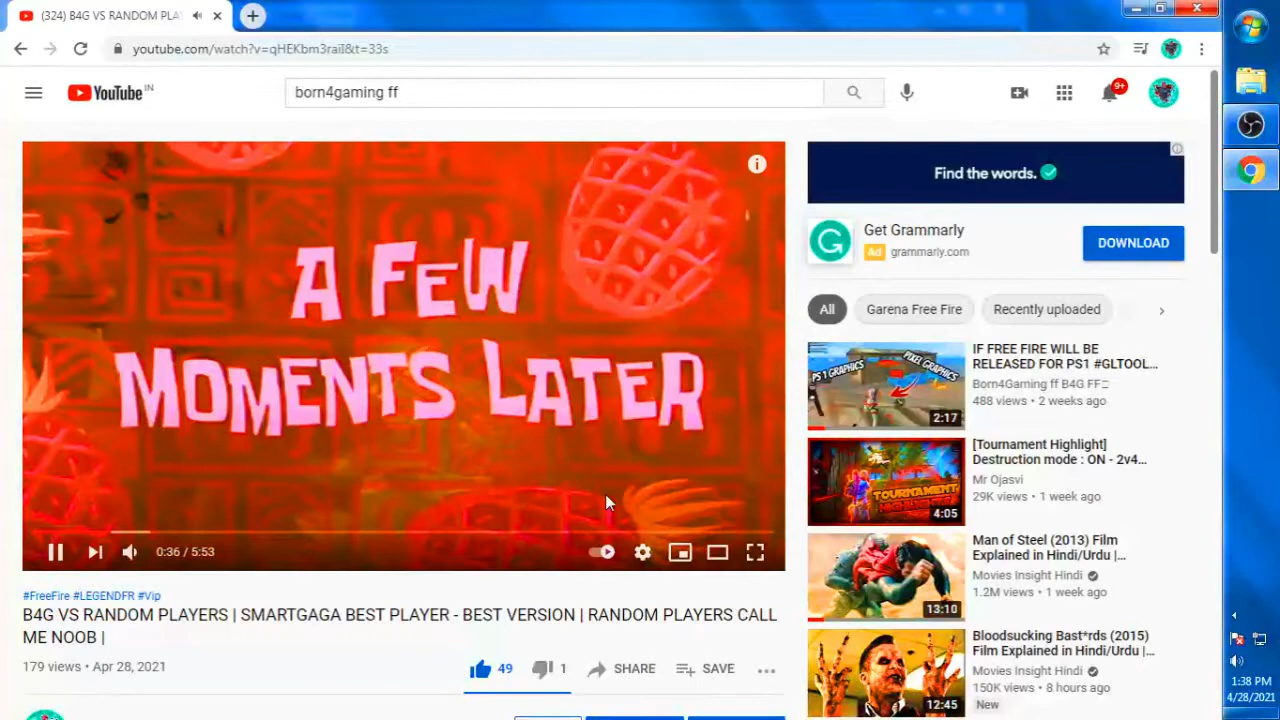 (324) B4G VS RANDOM PLA
youtube.com/watch?v=qHEKbm3raiI&t=33s
YouTube IN
born4gaming ff
9+
A FEW
MOMENTS LATER
0:36 / 5:53
#FreeFire #LEGENDFR #Vip
B4G VS RANDOM PLAYERS | SMARTGAGA BEST PLAYER - BEST VERSION | RANDOM PLAYERS CALL
ME NOOB |
179 views • Apr 28, 2021
49
1
SHARE
SAVE
Find the words.
Get Grammarly
Ad grammarly.com
DOWNLOAD
All
Garena Free Fire
Recently uploaded
PS 1 GRAPHICS
PIXEL GRAPHICS
2:17
IF FREE FIRE WILL BE
RELEASED FOR PS1 #GLTOOL...
Born4Gaming ff B4G FF
488 views • 2 weeks ago
TOURNAMENT
HIGHLIGHTS
4:05
[Tournament Highlight]
Destruction mode : ON - 2v4...
Mr Ojasvi
29K views • 1 week ago
13:10
Man of Steel (2013) Film
Explained in Hindi/Urdu |...
Movies Insight Hindi
1.2M views • 1 week ago
12:45
Bloodsucking Bast*rds (2015)
Film Explained in Hindi/Urdu |...
Movies Insight Hindi
150K views • 8 hours ago
New
1:38 PM
4/28/2021